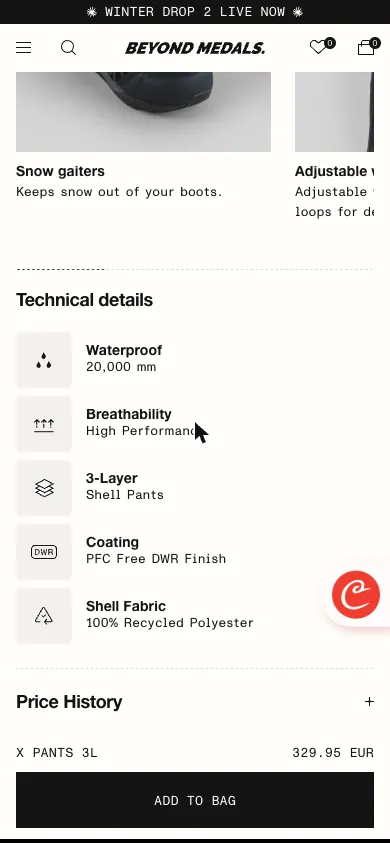 WINTER DROP 2 LIVE NOW
BEYOND MEDALS.
0
0
Snow gaiters
Keeps snow out of your boots.
Adjustable
Adjustable
loops for
Technical details
Waterproof
20,000 mm
Breathability
High
3-Layer
Shell Pants
DWR
Coating
PFC Free DWR Finish
Shell Fabric
100% Recycled Polyester
Price History
+
X PANTS 3L
329.95 EUR
ADD TO BAG